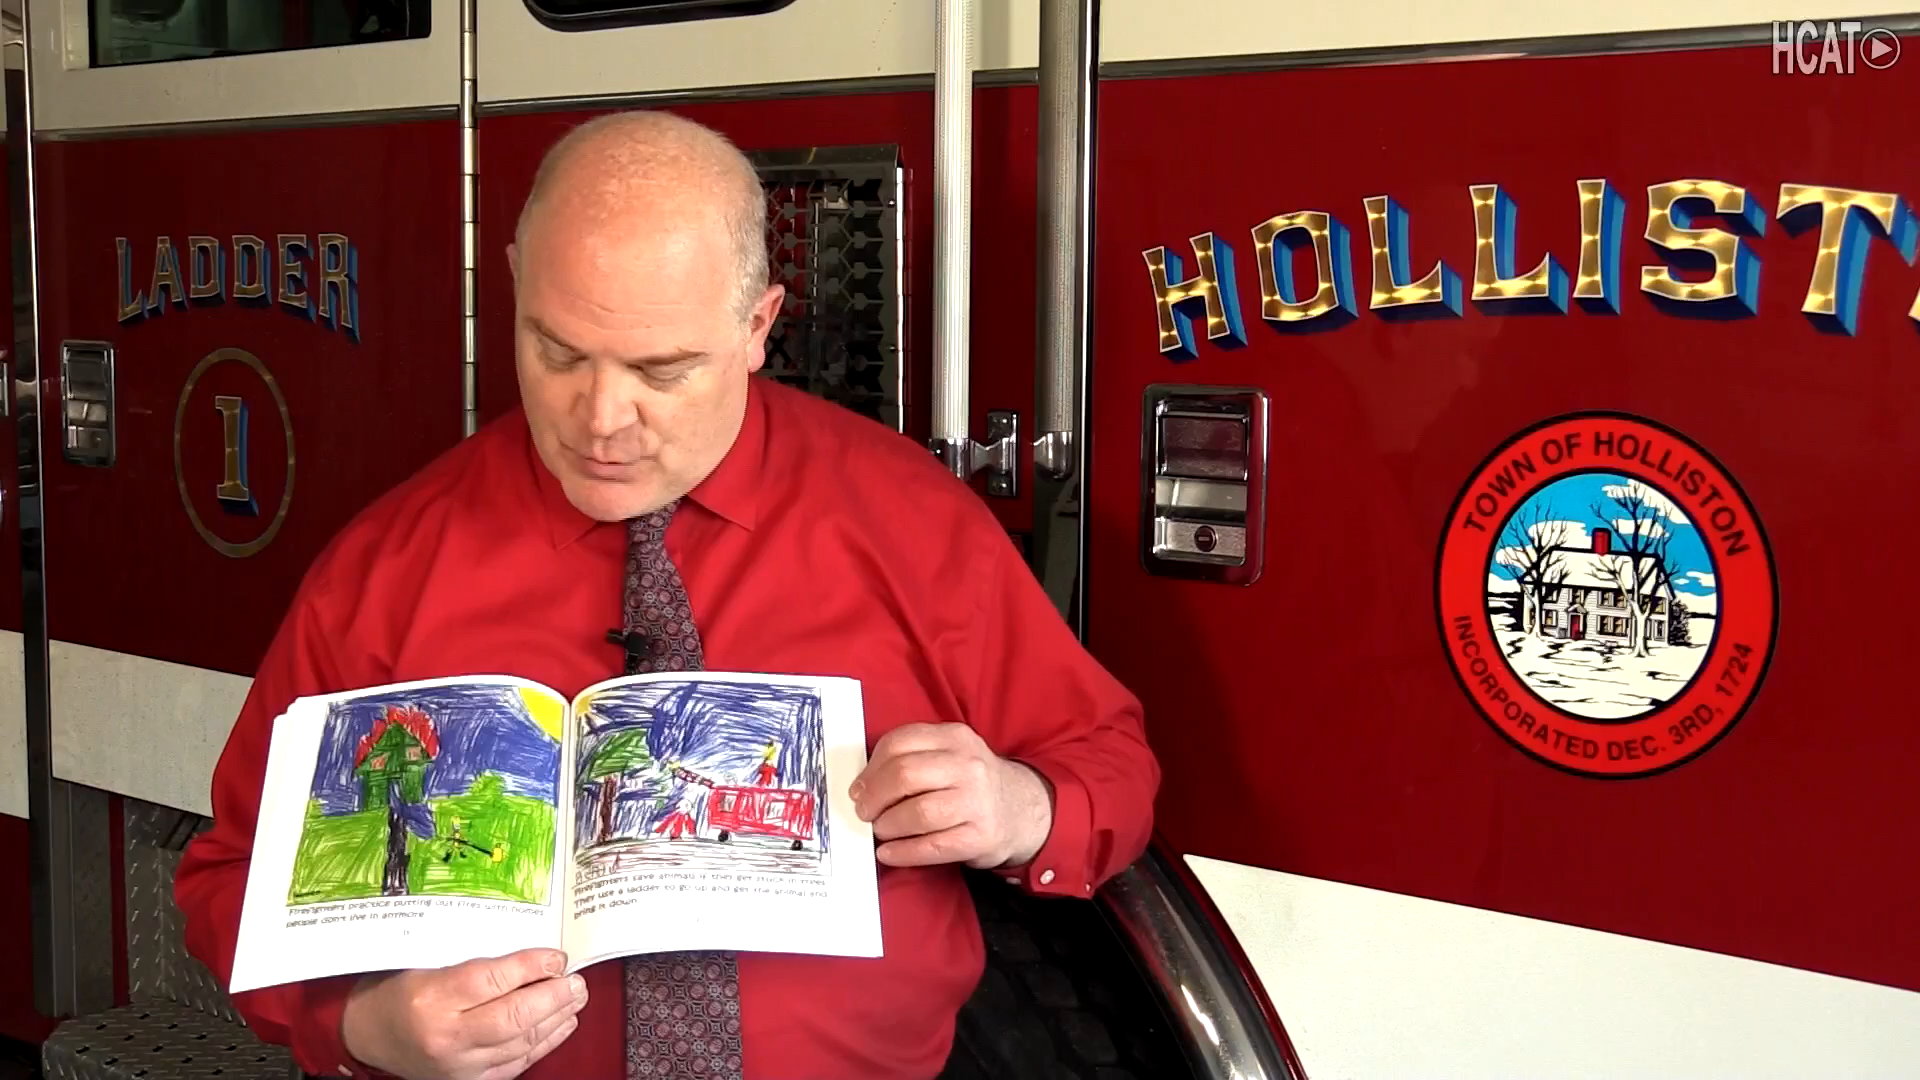 HCAT
LADDER
1
HOLLIST
TOWN OF HOLLISTON
INCORPORATED DEC. 3RD, 1724
Firefighters practice putting out fires with homes
people don't live in anymore
Firefighters save animals if they get stuck in trees.
They use a ladder to go up and get the animal and
bring it down.